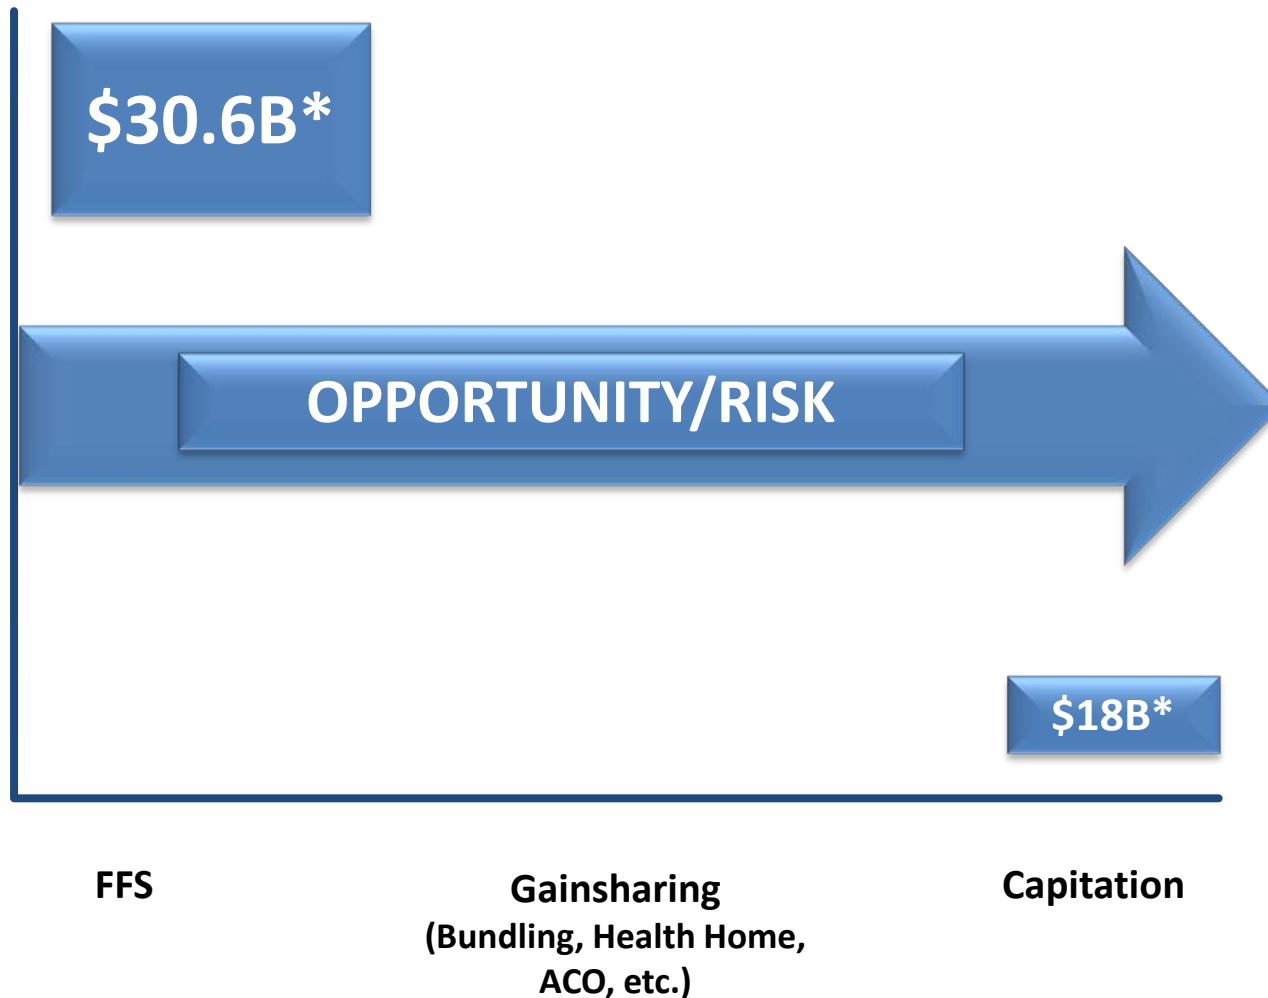 $30.6B*
OPPORTUNITY/RISK
$18B*
FFS
Gainsharing
(Bundling, Health Home,
ACO, etc.)
Capitation